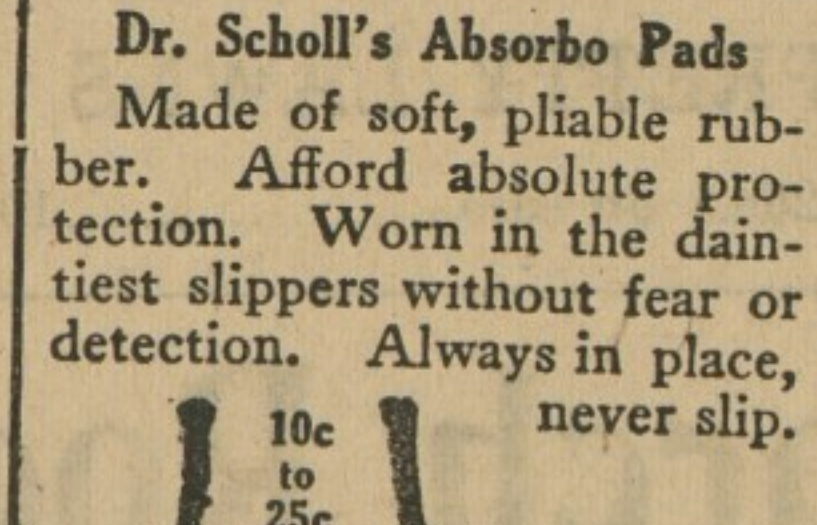 Dr. Scholl's Absorbo Pads
Made of soft, pliable rub-
ber. Afford absolute pro-
tection. Worn in the dain-
tiest slippers without fear or
detection. Always in place,
never slip.
10c
to
25c